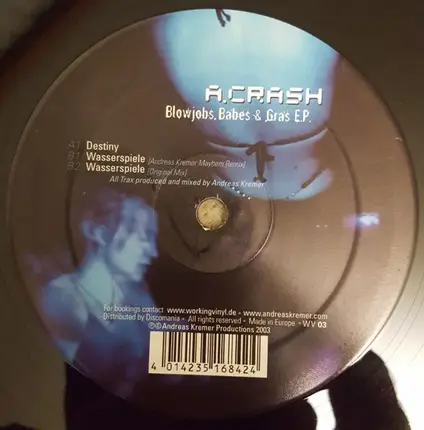 A.CRASH
Blowjobs, Babes & Gras E.P.
A1 Destiny
B1 Wasserspiele [Andreas Kremer Mayhem Remix]
B2 Wasserspiele [Original Mix]
All Trax produced and mixed by Andreas Kremer
For bookings contact www.workingvinyl.de - www.andreaskremer.com
Distributed by Discomania - All rights reserved - Made in Europe - WV 03
℗© Andreas Kremer Productions 2003
4 014235 168424